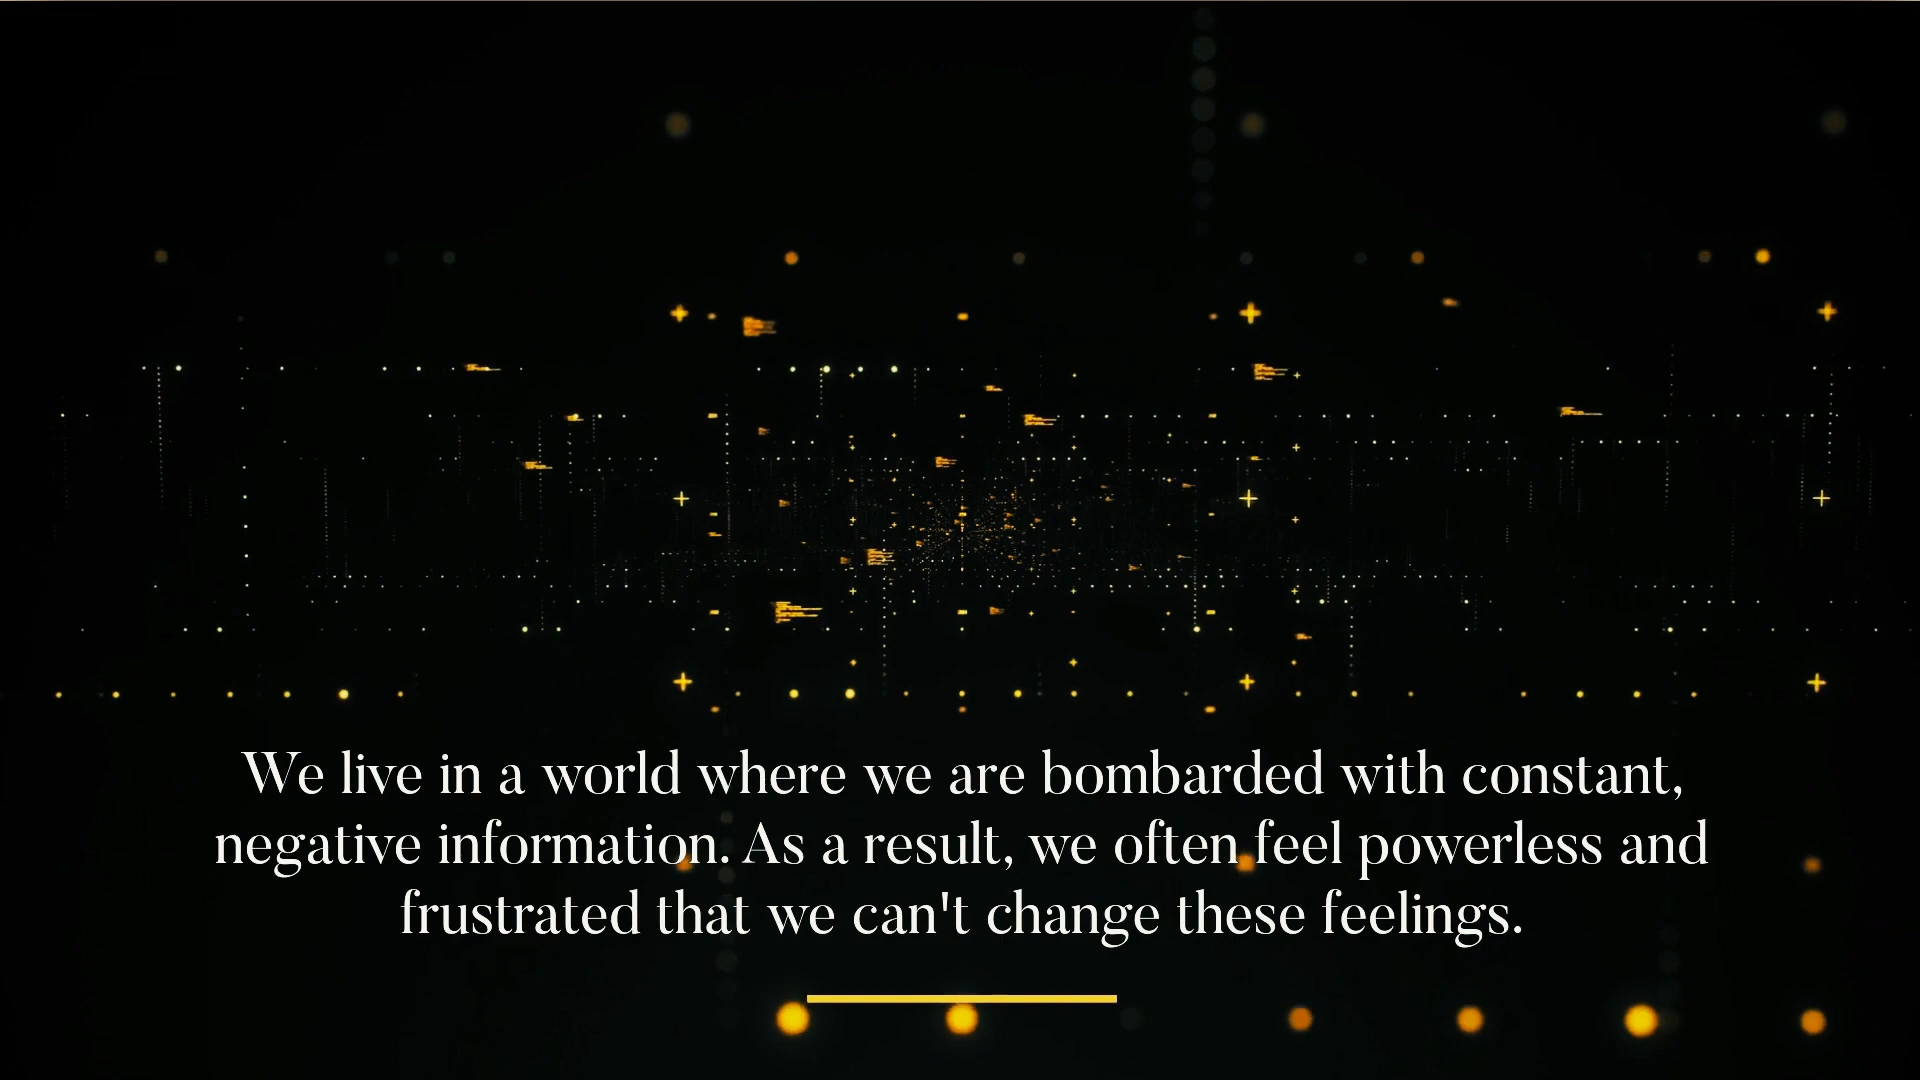 We live in a world where we are bombarded with constant,
negative information. As a result, we often feel powerless and
frustrated that we can't change these feelings.